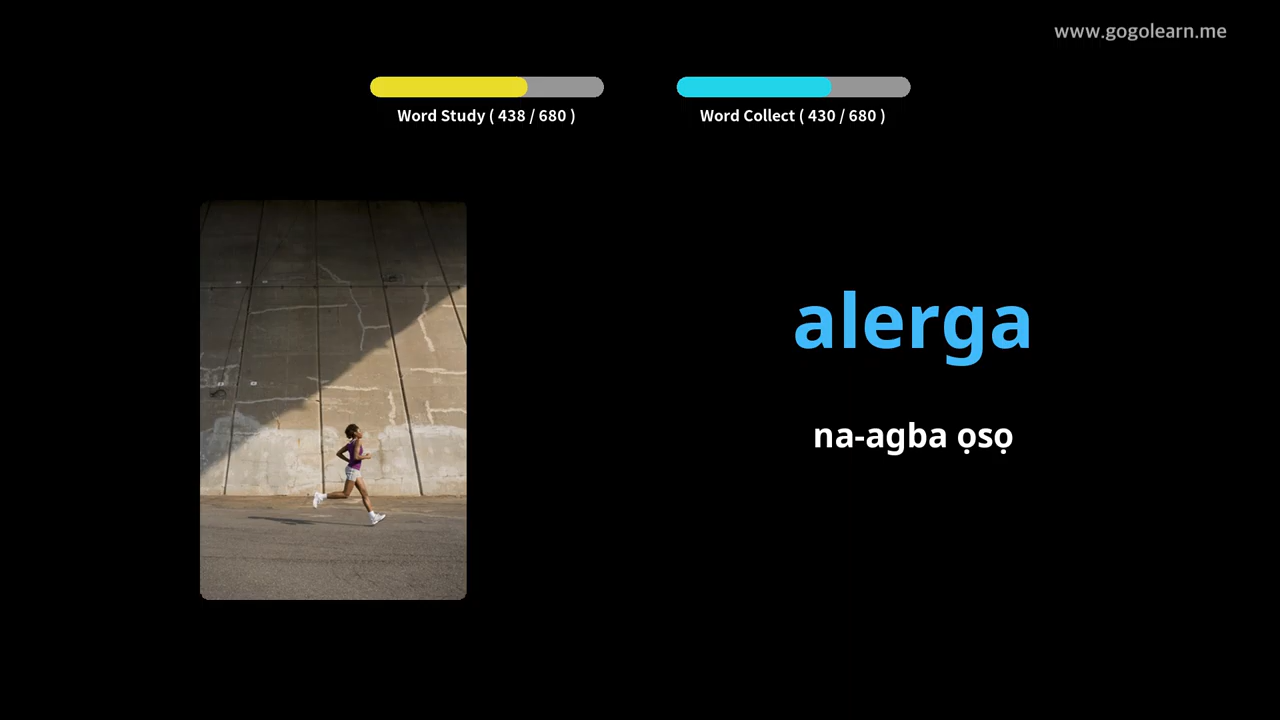 www.gogolearn.me
Word Study ( 438 / 680 )
Word Collect ( 430 / 680 )
alerga
na-agba ọsọ